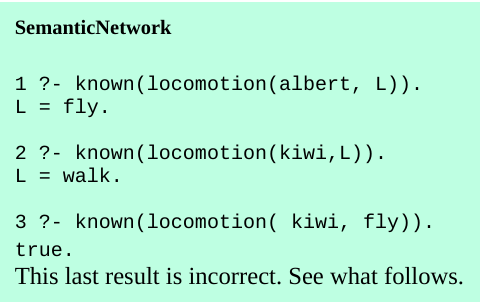 SemanticNetwork
1 ?- known(locomotion(albert, L)).
L = fly.
2 ?- known(locomotion(kiwi,L)).
L = walk.
3 ?- known(locomotion( kiwi, fly)).
true.
This last result is incorrect. See what follows.